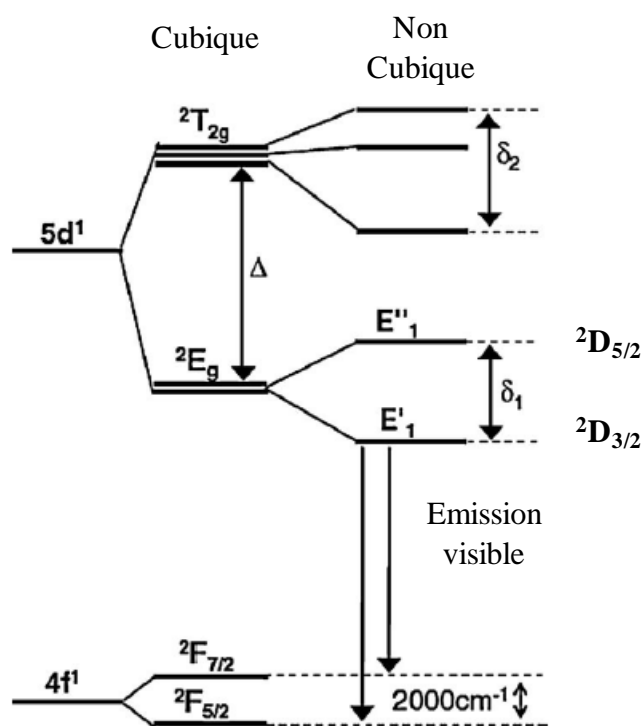 Cubique
Non
Cubique
²T₂g
δ₂
5d¹
Δ
E"₁
²D₅/₂
²Eg
δ₁
E'₁
²D₃/₂
Emission
visible
²F₇/₂
4f¹
2000cm⁻¹
²F₅/₂